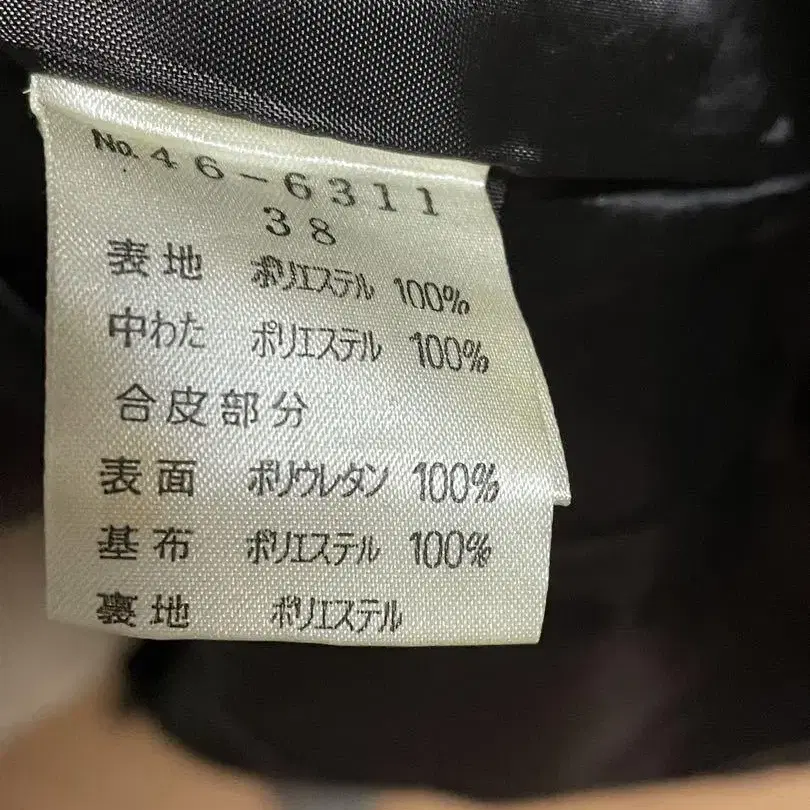 No. 46-6311
38
表地 ポリエステル 100%
中わた ポリエステル 100%
合皮部分
表面 ポリウレタン 100%
基布 ポリエステル 100%
裏地 ポリエステル